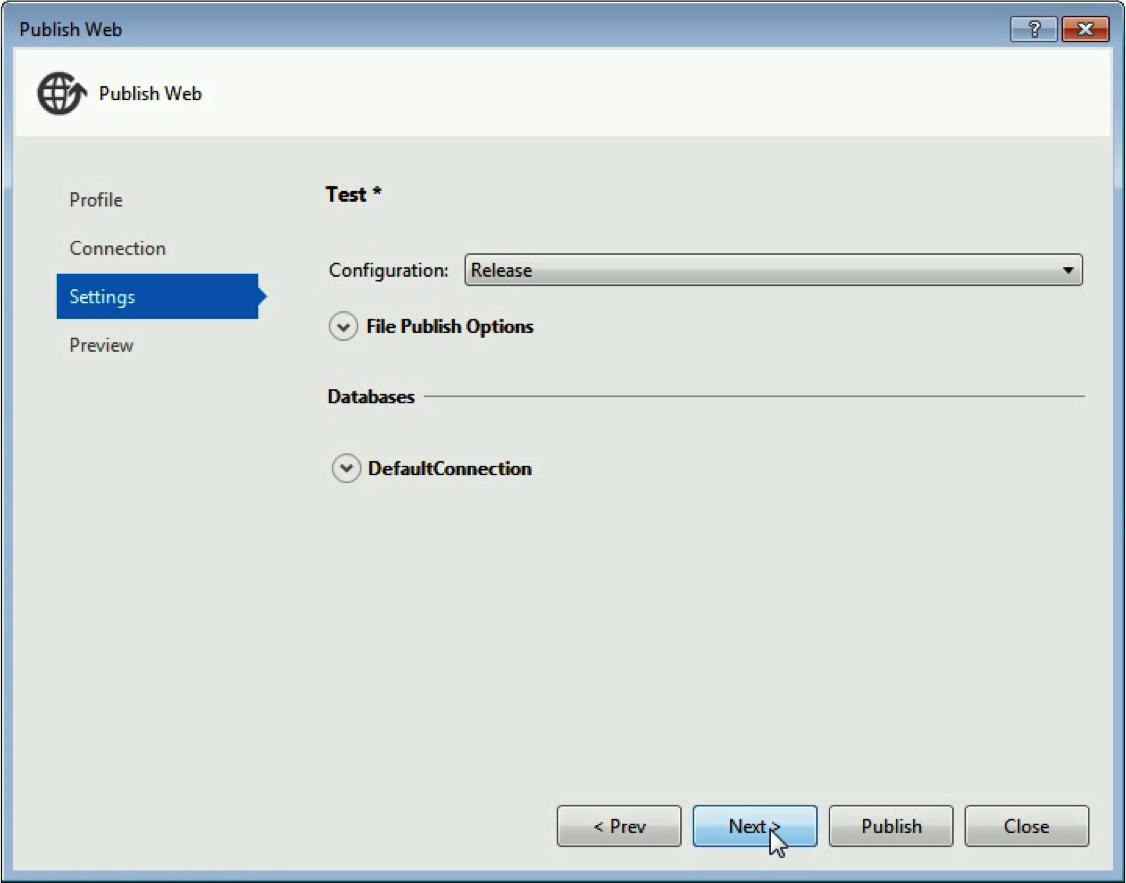 Publish Web
?
Publish Web
Profile
Connection
Settings
Preview
Test *
Configuration: Release
File Publish Options
Databases
DefaultConnection
< Prev Next > Publish Close